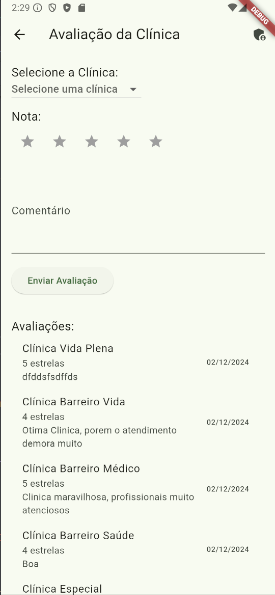 2:29
DEBUG
Avaliação da Clínica
Selecione a Clínica:
Selecione uma clínica
Nota:
Comentário
Enviar Avaliação
Avaliações:
Clínica Vida Plena
5 estrelas
dfddsfsdffds
02/12/2024
Clínica Barreiro Vida
4 estrelas
Otima Clinica, porem o atendimento
demora muito
02/12/2024
Clínica Barreiro Médico
5 estrelas
Clinica maravilhosa, profissionais muito
atenciosos
02/12/2024
Clínica Barreiro Saúde
4 estrelas
Boa
02/12/2024
Clínica Especial